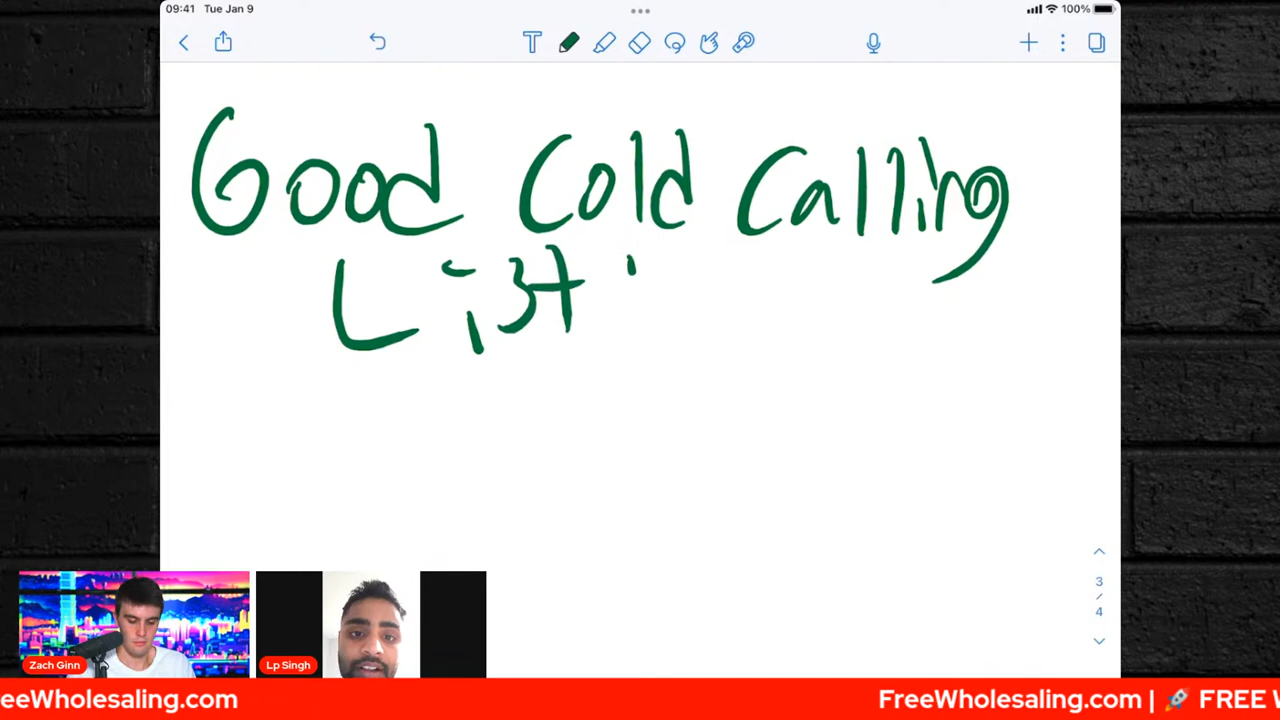 09:41 Tue Jan 9
100%
T
Good Cold Calling
List
3
/
4
Zach Ginn
Lp Singh
eeWholesaling.com
FreeWholesaling.com | 🚀 FREE W